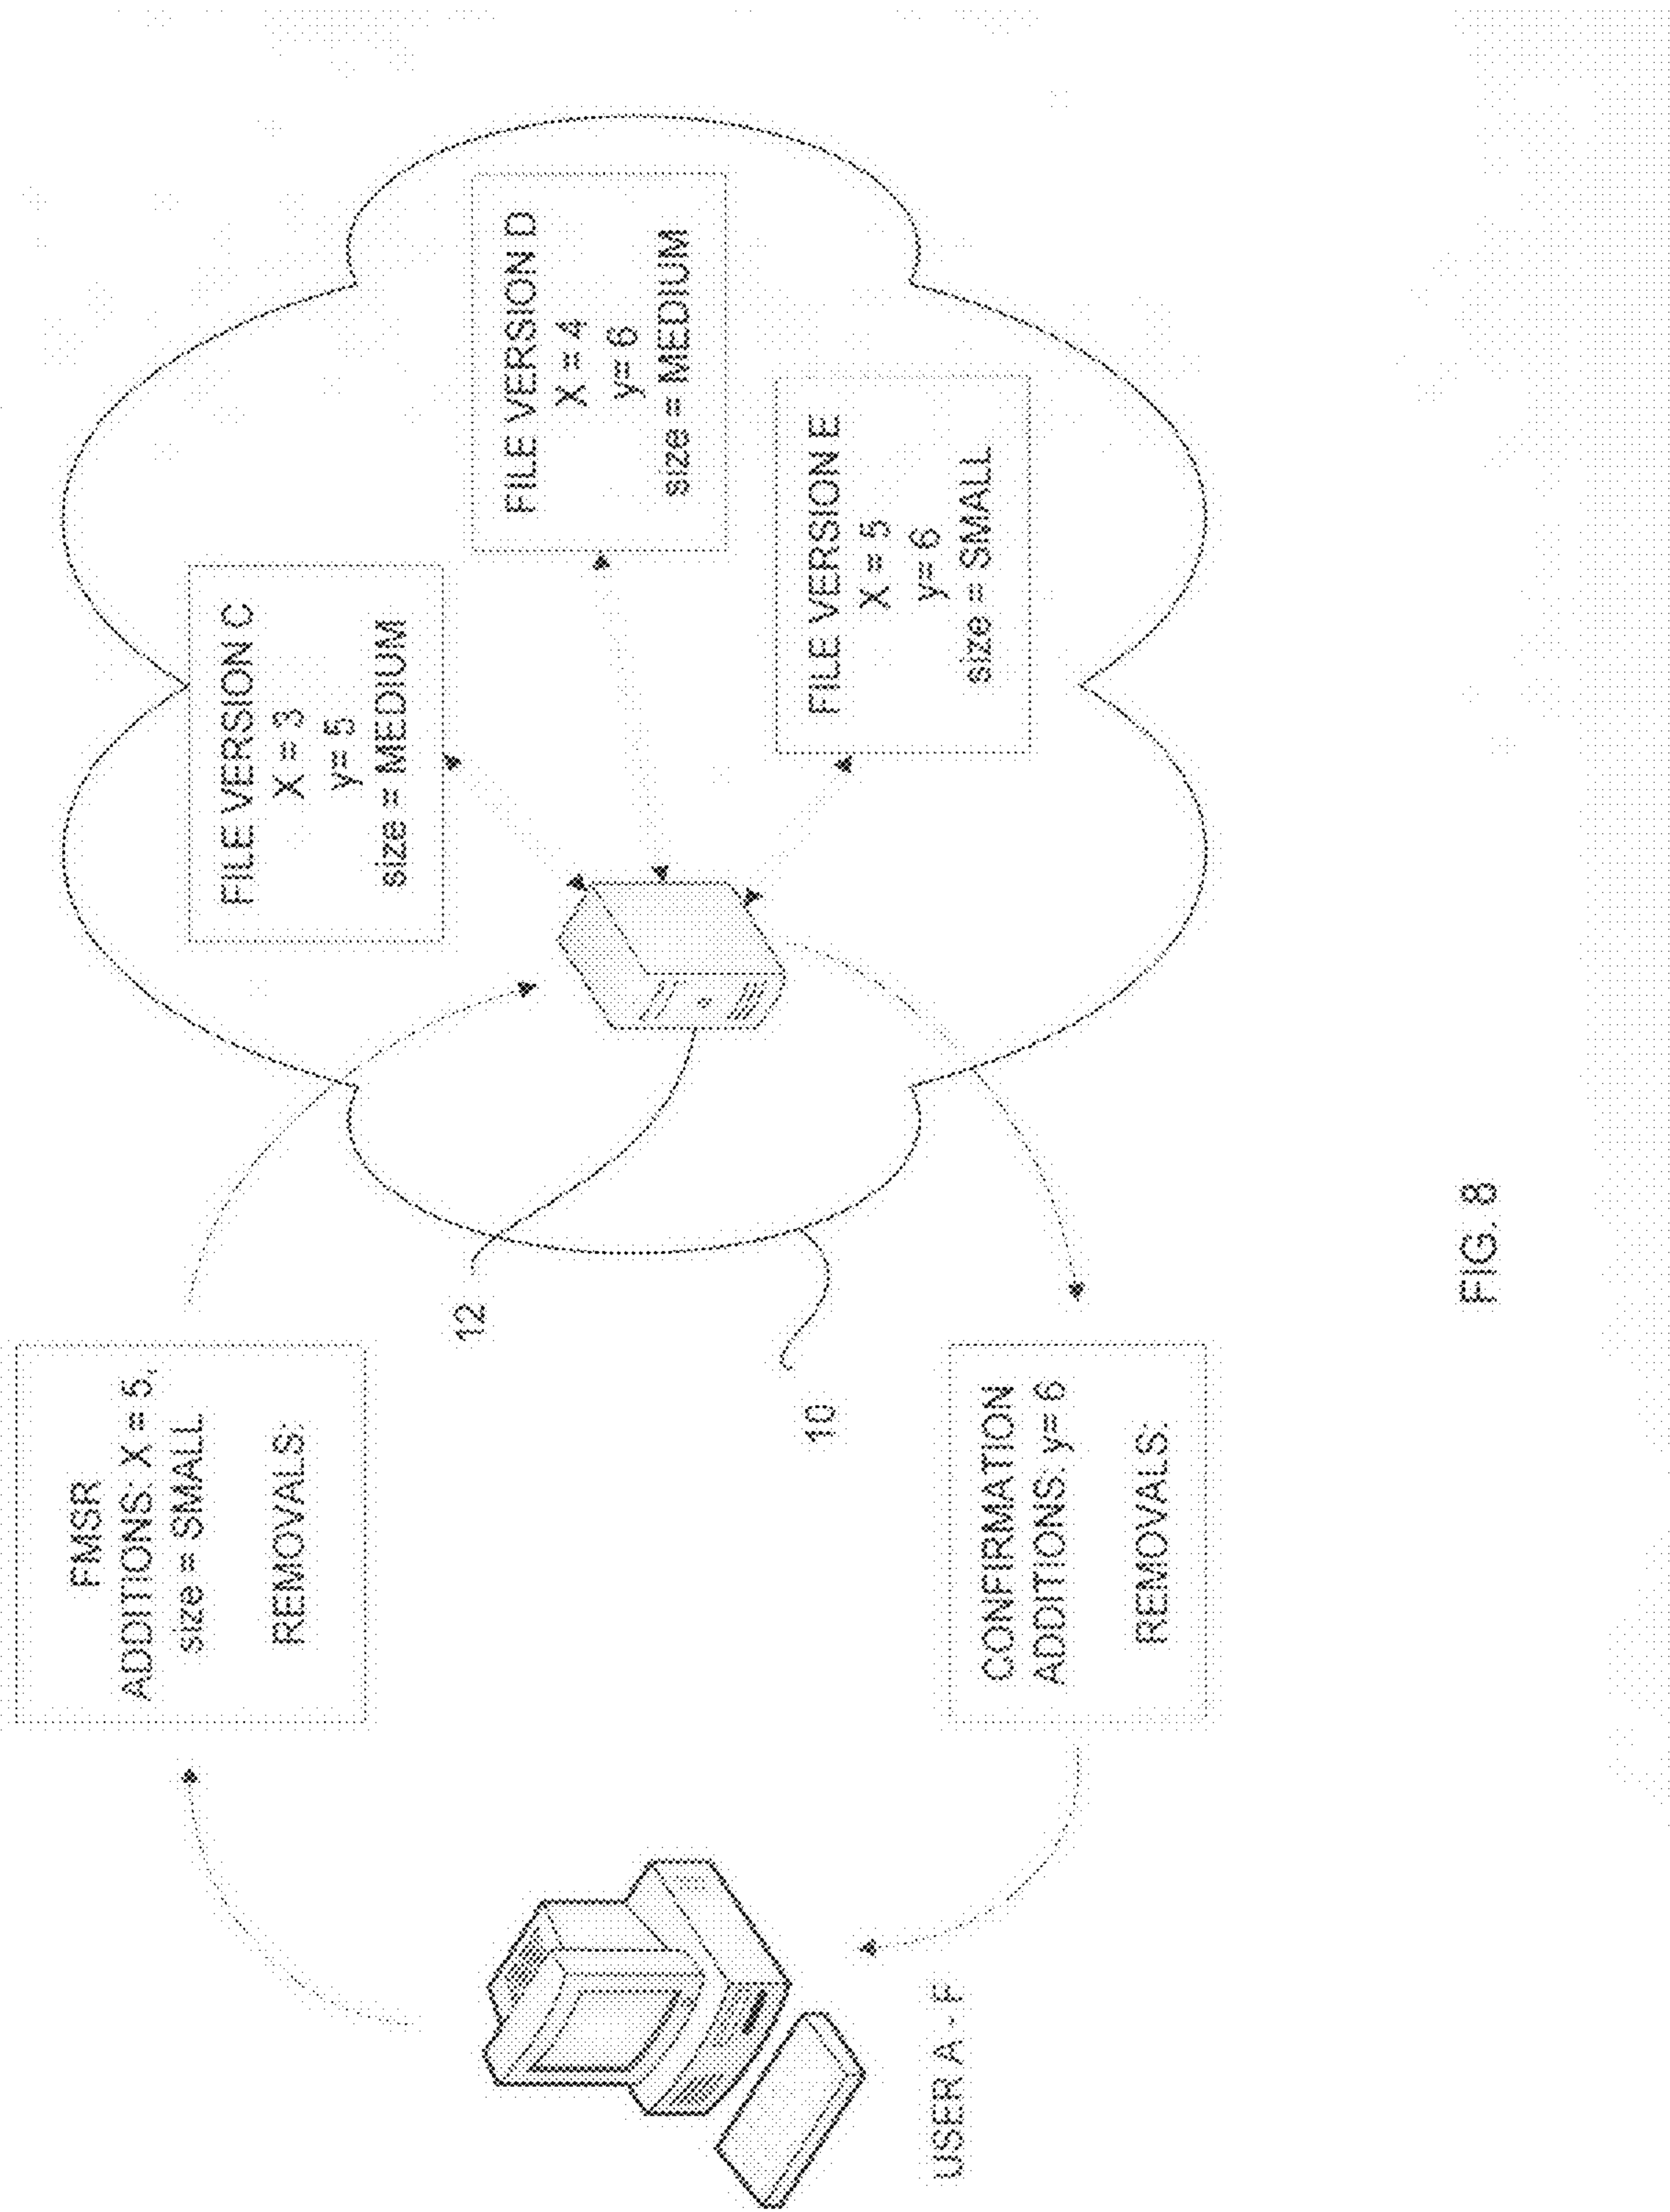 FMSR
ADDITIONS: X = 5,
size = SMALL
REMOVALS:
FILE VERSION C
X = 3
y= 5
size = MEDIUM
FILE VERSION D
X = 4
y= 6
size = MEDIUM
12
FILE VERSION E
X = 5
y= 6
size = SMALL
10
USER A - F
CONFIRMATION
ADDITIONS: y= 6
REMOVALS:
FIG. 8